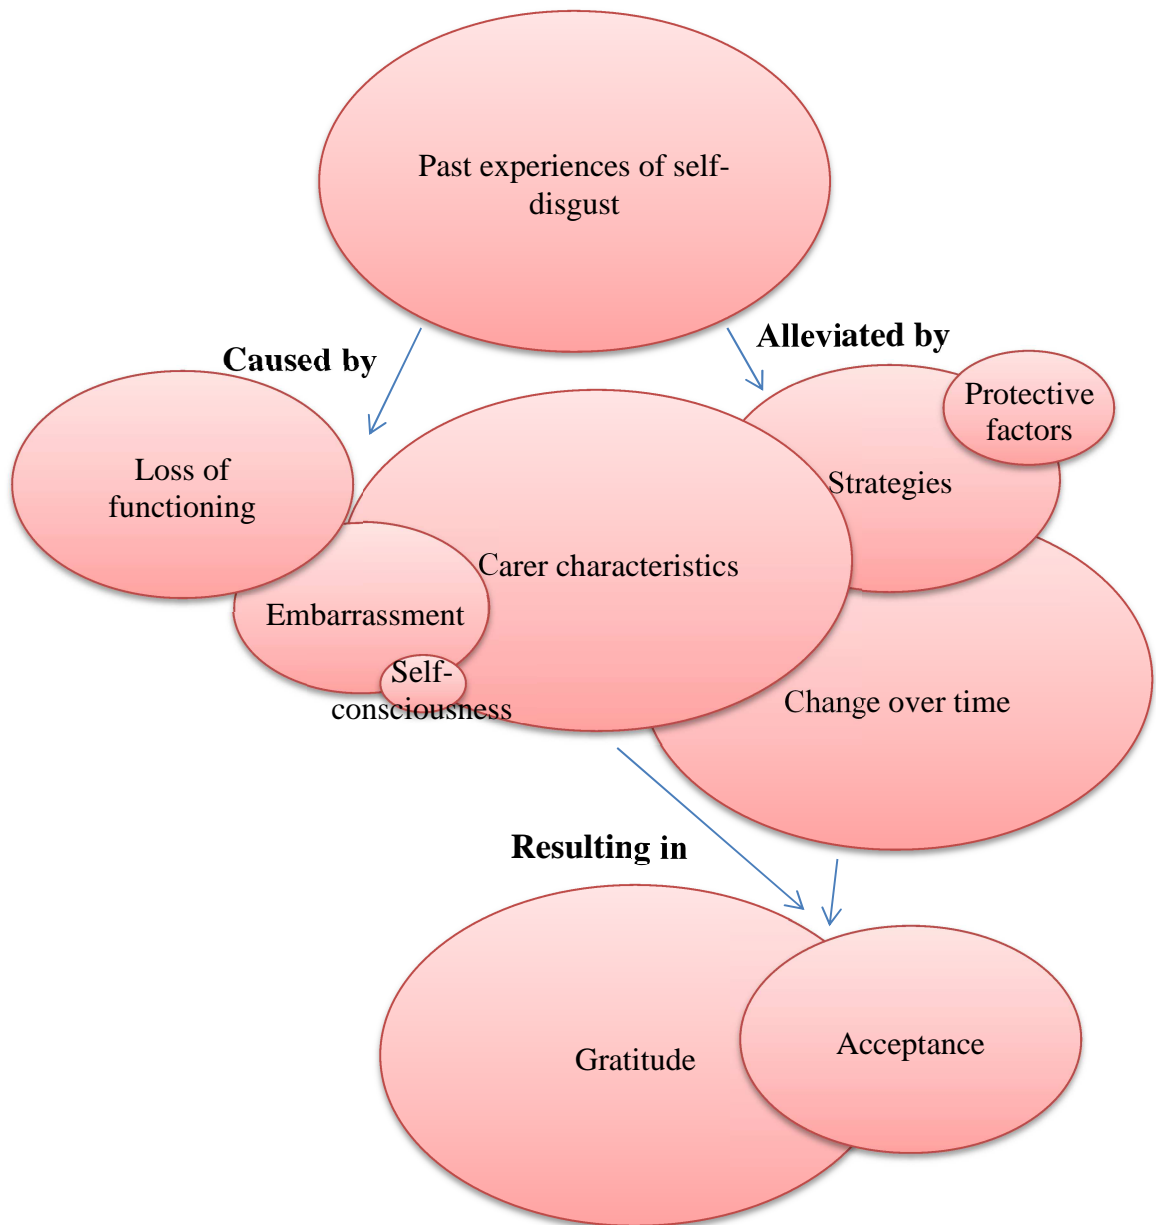 Past experiences of self-
disgust
Caused by
Alleviated by
Protective
factors
Loss of
functioning
Strategies
Carer characteristics
Embarrassment
Self-
consciousness
Change over time
Resulting in
Gratitude
Acceptance